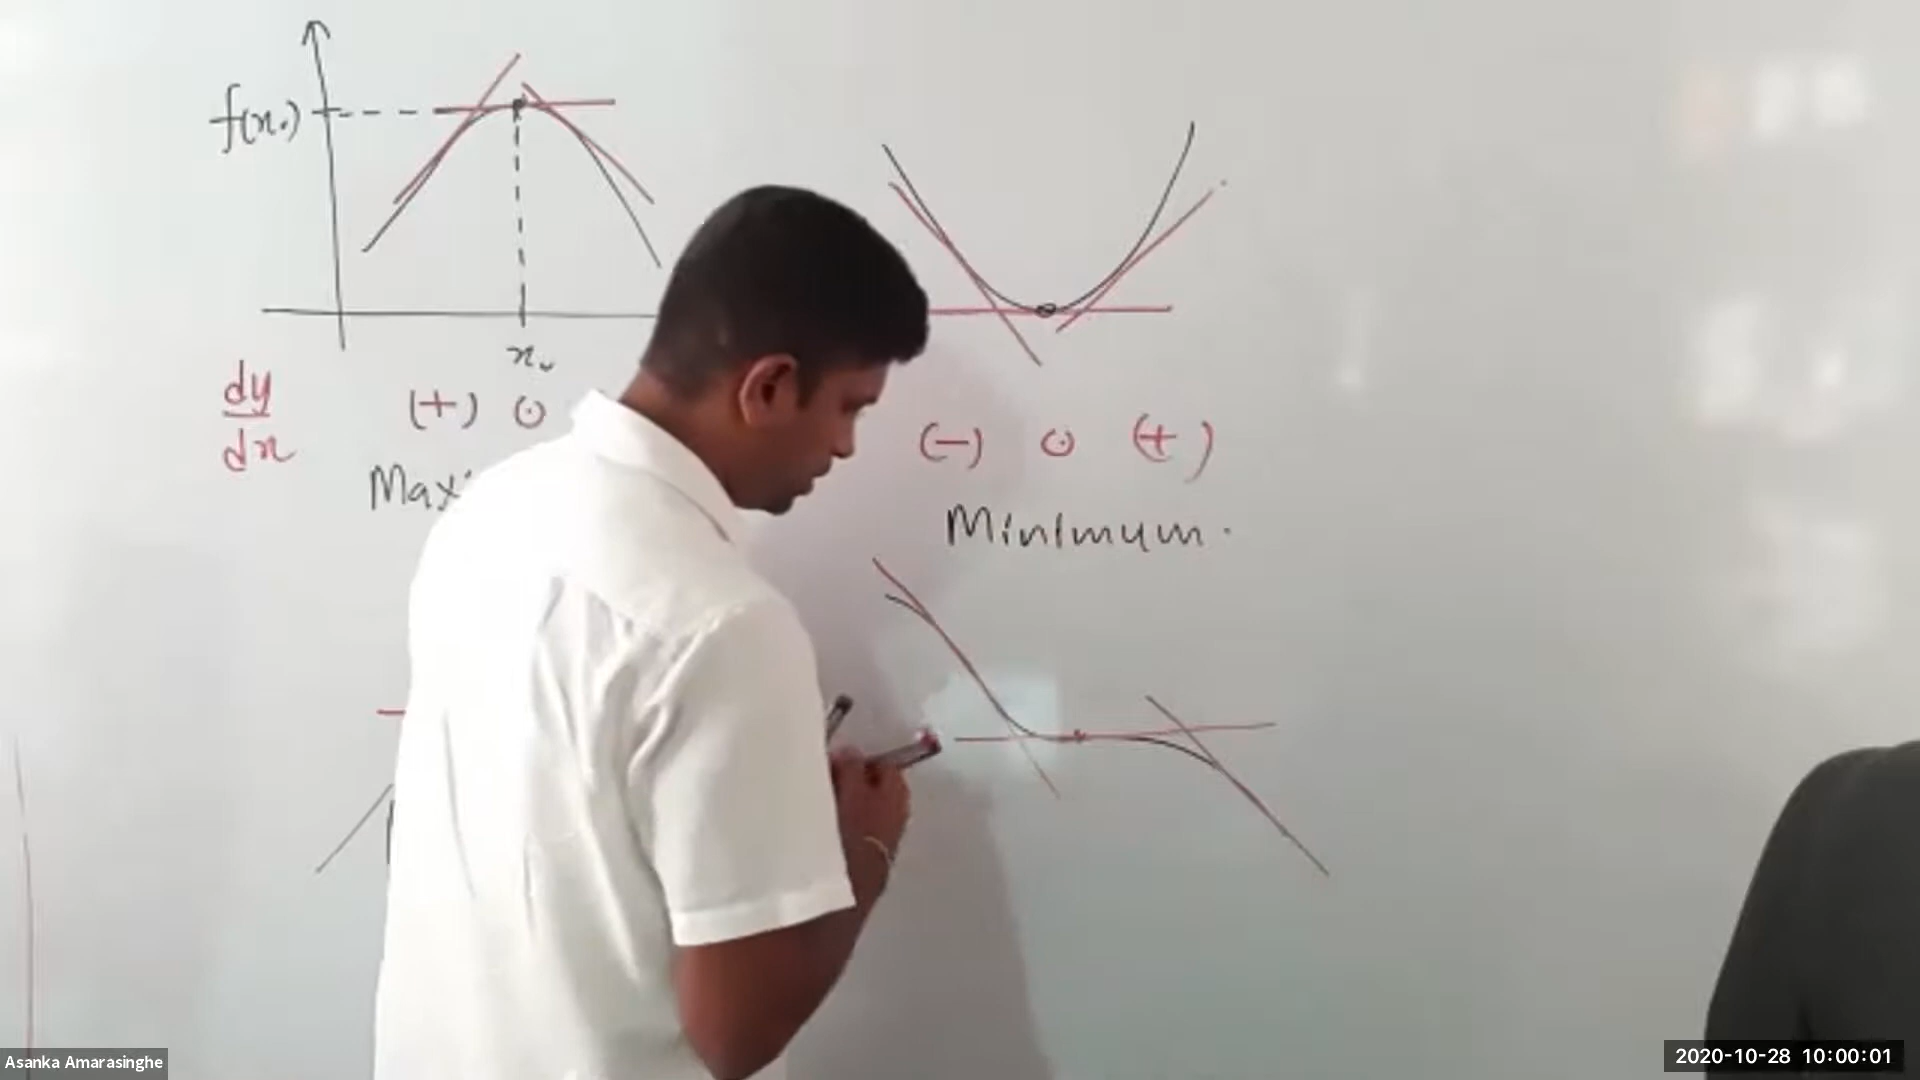 f(x₀)
x₀
dy
dx
(+) 0
Max
(-) 0 (+)
Minimum.
Asanka Amarasinghe
2020-10-28 10:00:01